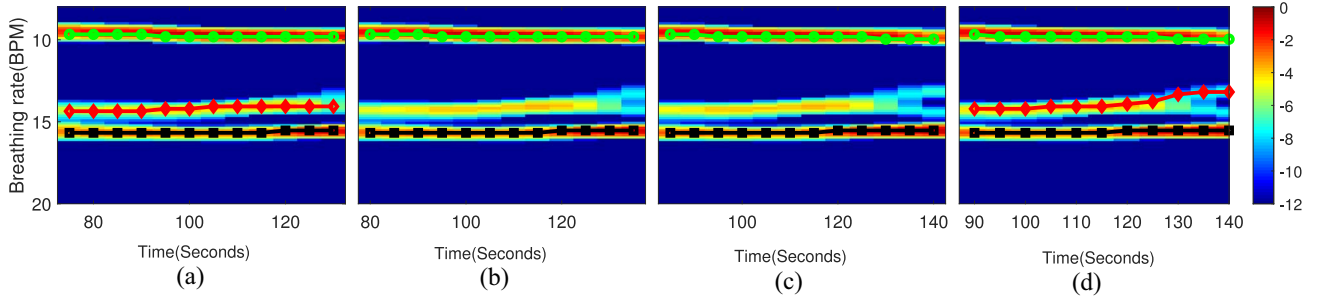 Breathing rate(BPM)
10
15
20
80 100 120
Time(Seconds)
(a)
80 100 120
Time(Seconds)
(b)
100 120 140
Time(Seconds)
(c)
90 100 110 120 130 140
Time(Seconds)
(d)
0
-2
-4
-6
-8
-10
-12